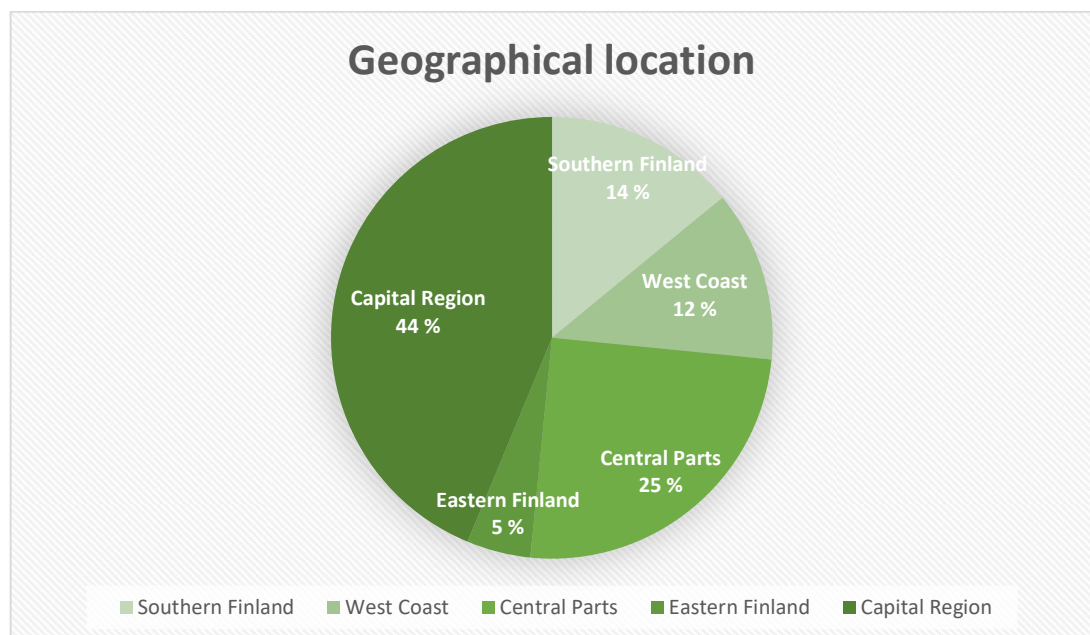 Geographical location
Southern Finland
14 %
West Coast
12 %
Capital Region
44 %
Central Parts
25 %
Eastern Finland
5 %
Southern Finland West Coast Central Parts Eastern Finland Capital Region